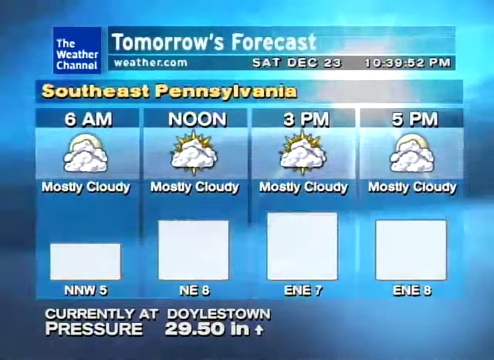 The Weather Channel
Tomorrow's Forecast
weather.com SAT DEC 23 10:39:52 PM
Southeast Pennsylvania
6 AM NOON 3 PM 5 PM
Mostly Cloudy Mostly Cloudy Mostly Cloudy Mostly Cloudy
NNW 5 NE 8 ENE 7 ENE 8
CURRENTLY AT DOYLESTOWN
PRESSURE 29.50 in